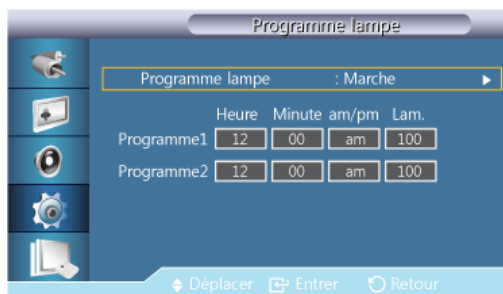 Programme lampe
Programme lampe : Marche
Heure Minute am/pm Lam.
Programme1 12 00 am 100
Programme2 12 00 am 100
Déplacer Entrer Retour